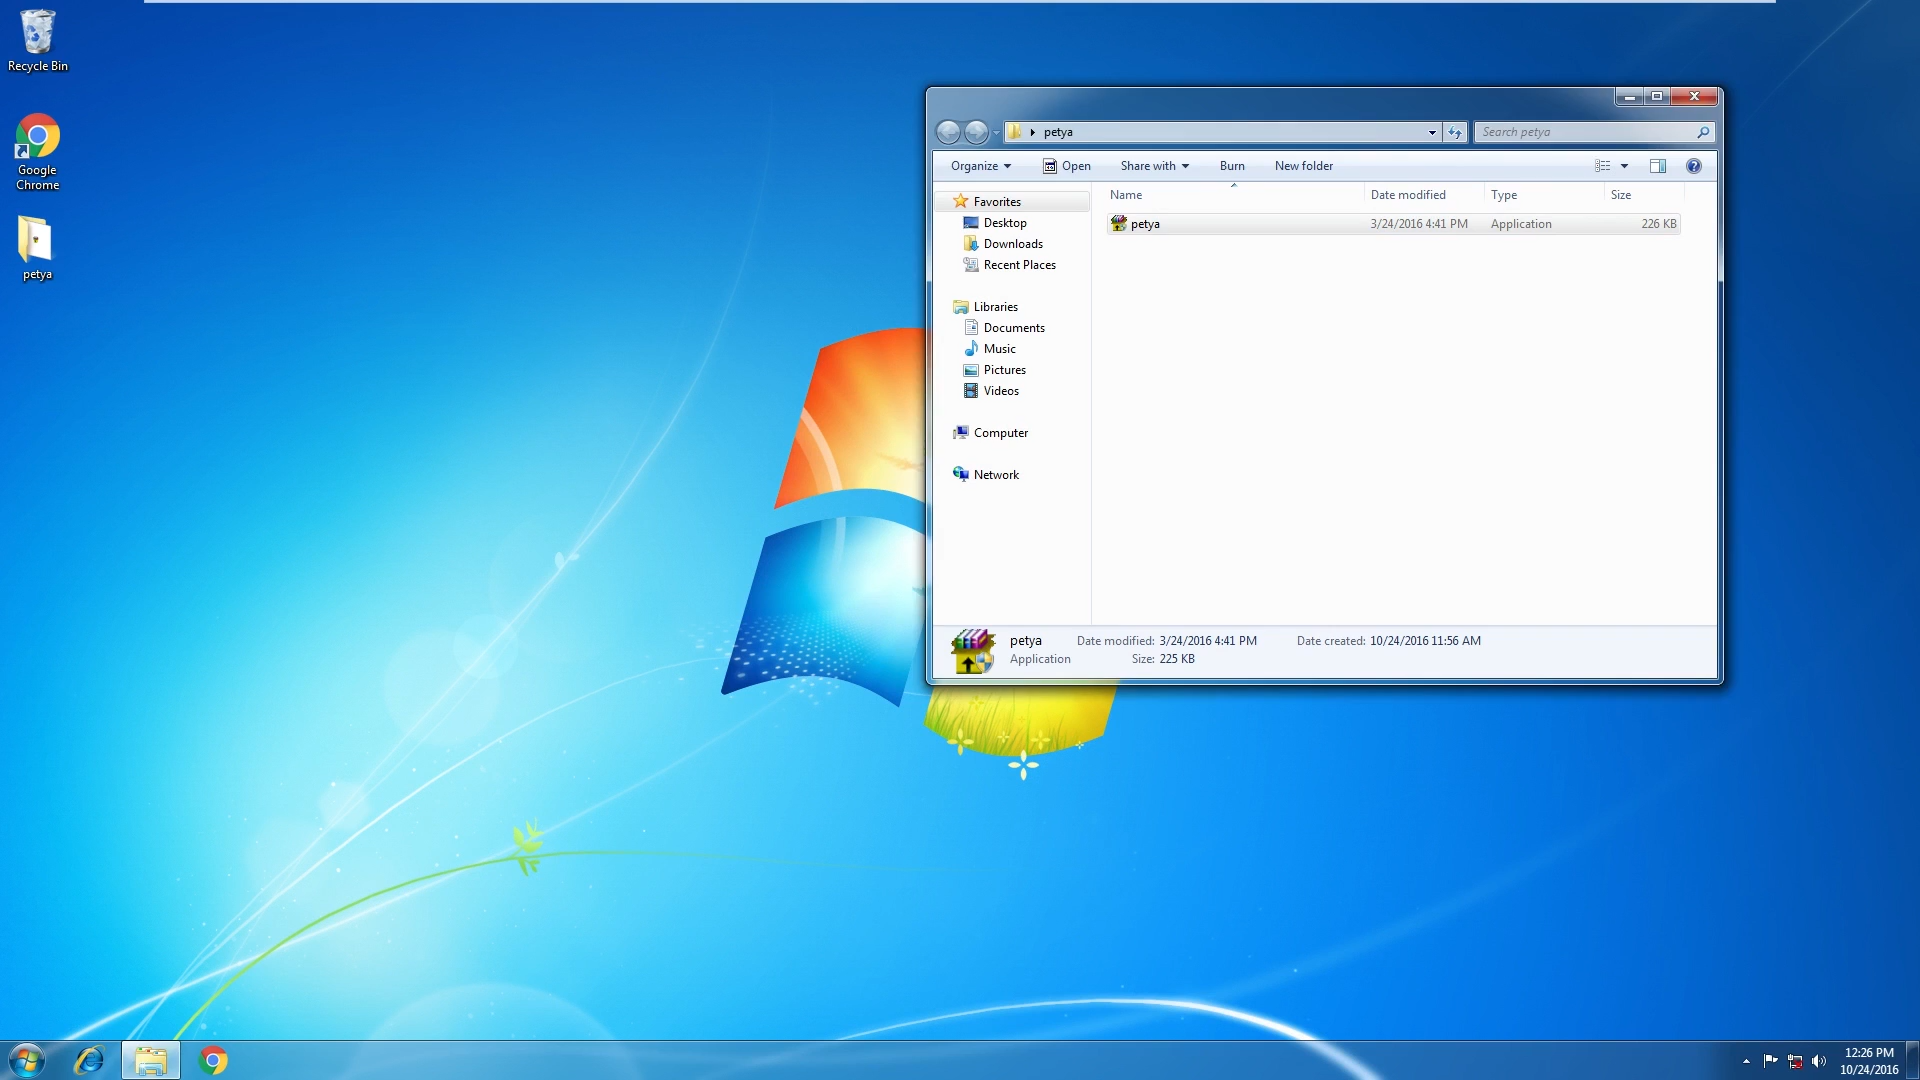 Recycle Bin
Google
Chrome
petya
petya
Search petya
Organize
Open
Share with
Burn
New folder
Name
Date modified
Type
Size
Favorites
Desktop
Downloads
Recent Places
Libraries
Documents
Music
Pictures
Videos
Computer
Network
petya 3/24/2016 4:41 PM Application 226 KB
petya Date modified: 3/24/2016 4:41 PM Date created: 10/24/2016 11:56 AM
Application Size: 225 KB
12:26 PM
10/24/2016